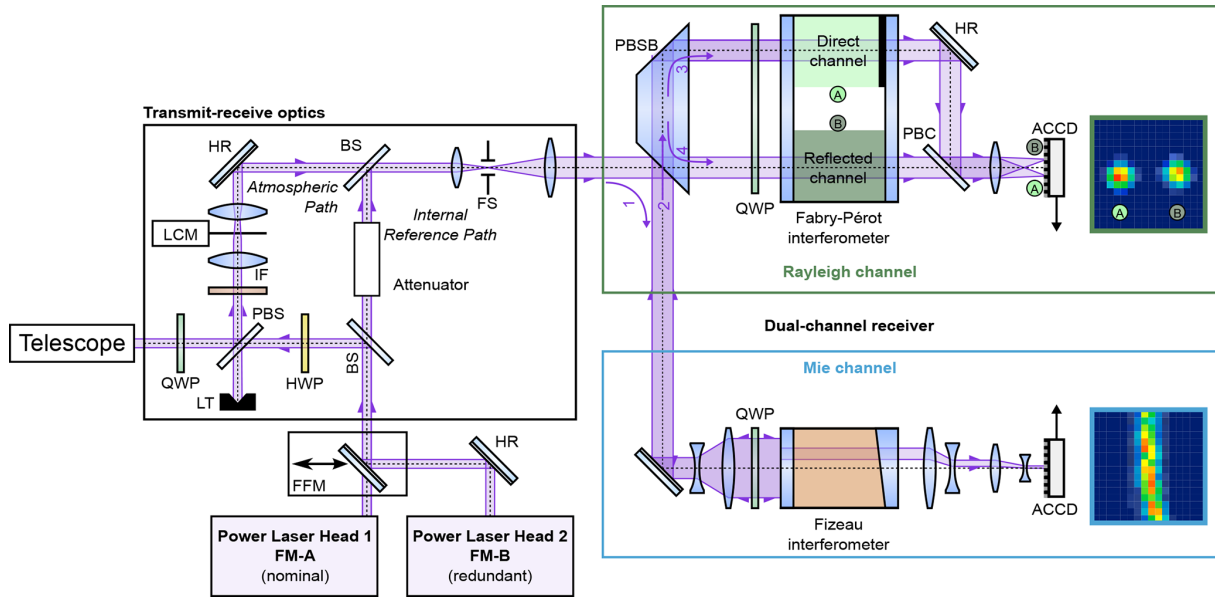 Transmit-receive optics
HR
BS
Atmospheric
Path
FS
LCM
Internal
Reference Path
IF
Attenuator
PBS
Telescope
QWP
HWP
BS
LT
FFM
HR
Power Laser Head 1
FM-A
(nominal)
Power Laser Head 2
FM-B
(redundant)
PBSB
3
Direct
channel
A
B
Reflected
channel
HR
PBC
ACCD
B
A
A
B
4
1
2
QWP
Fabry-Pérot
interferometer
Rayleigh channel
Dual-channel receiver
Mie channel
QWP
Fizeau
interferometer
ACCD